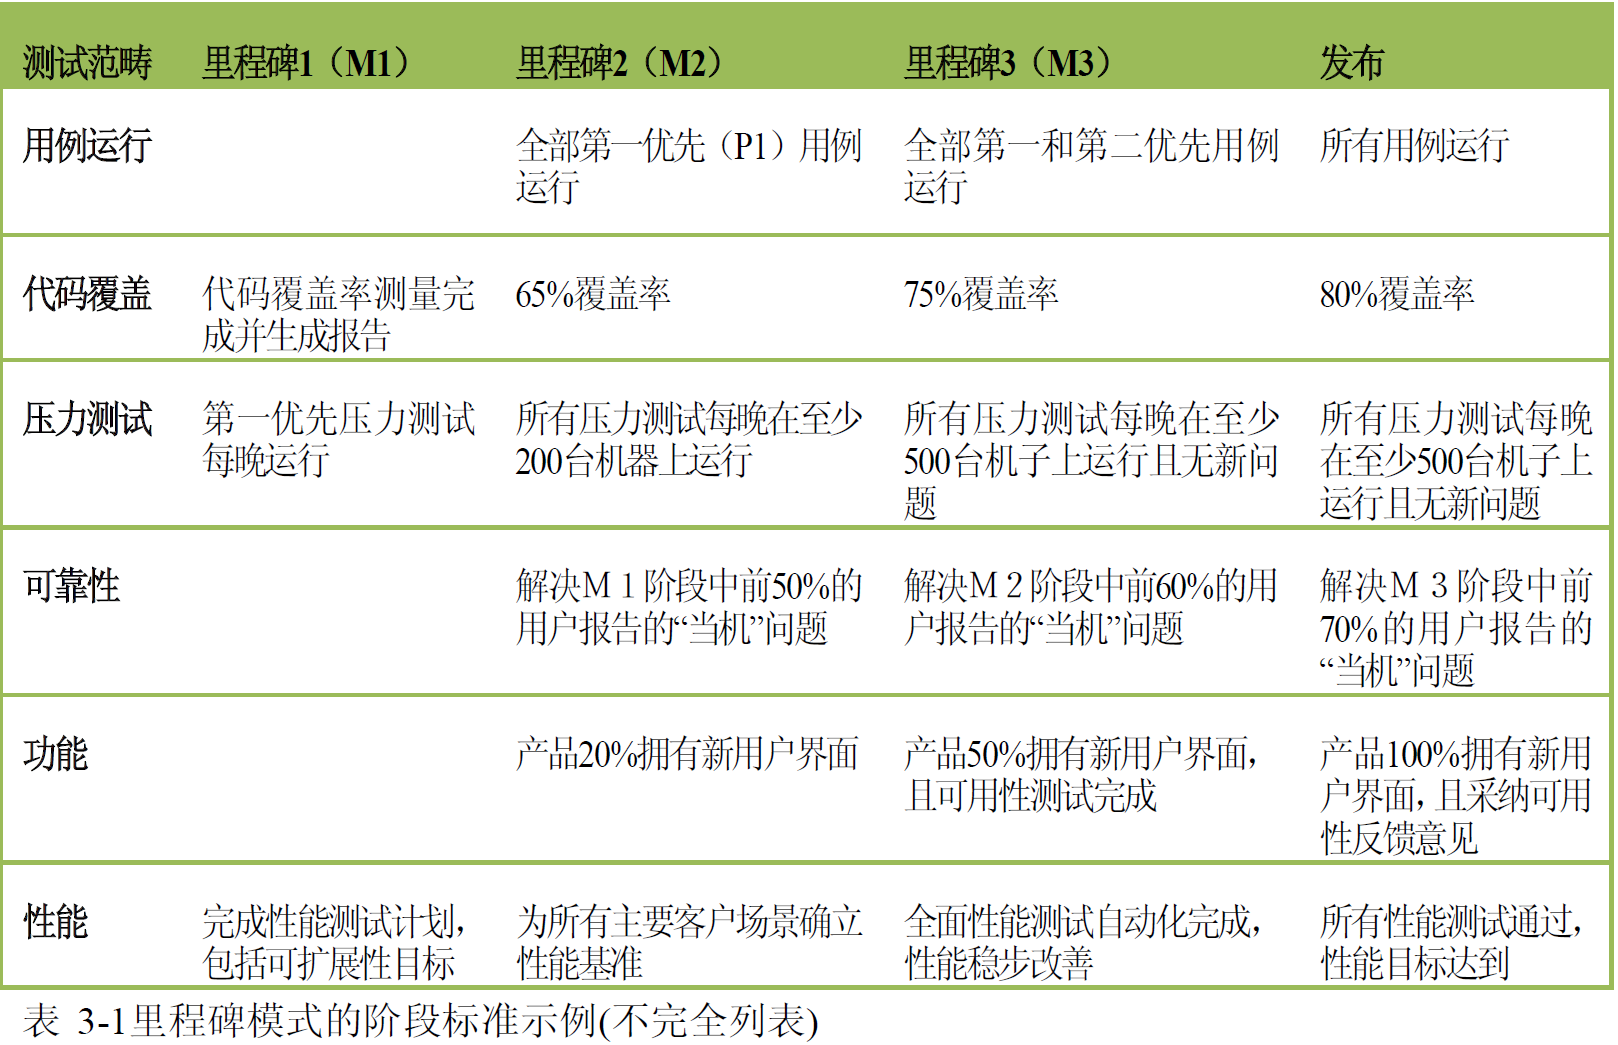 测试范畴 里程碑1（M1） 里程碑2（M2） 里程碑3（M3） 发布
用例运行 全部第一优先（P1）用例 全部第一和第二优先用例 所有用例运行
运行 运行
代码覆盖 代码覆盖率测量完 65%覆盖率 75%覆盖率 80%覆盖率
成并生成报告
压力测试 第一优先压力测试 所有压力测试每晚在至少 所有压力测试每晚在至少 所有压力测试每晚
每晚运行 200台机器上运行 500台机子上运行且无新问 在至少500台机子上
题 运行且无新问题
可靠性 解决M 1阶段中前50%的 解决M 2阶段中前60%的用 解决M 3阶段中前
用户报告的“当机”问题 户报告的“当机”问题 70%的用户报告的
“当机”问题
功能 产品20%拥有新用户界面 产品50%拥有新用户界面， 产品100%拥有新用
且可用性测试完成 户界面，且采纳可用
性反馈意见
性能 完成性能测试计划， 为所有主要客户场景确立 全面性能测试自动化完成， 所有性能测试通过，
包括可扩展性目标 性能基准 性能稳步改善 性能目标达到
表 3-1里程碑模式的阶段标准示例(不完全列表)